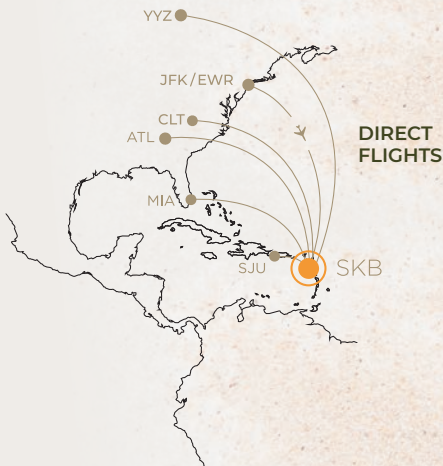 YYZ
JFK/EWR
CLT
ATL
DIRECT
FLIGHTS
MIA
SJU
SKB